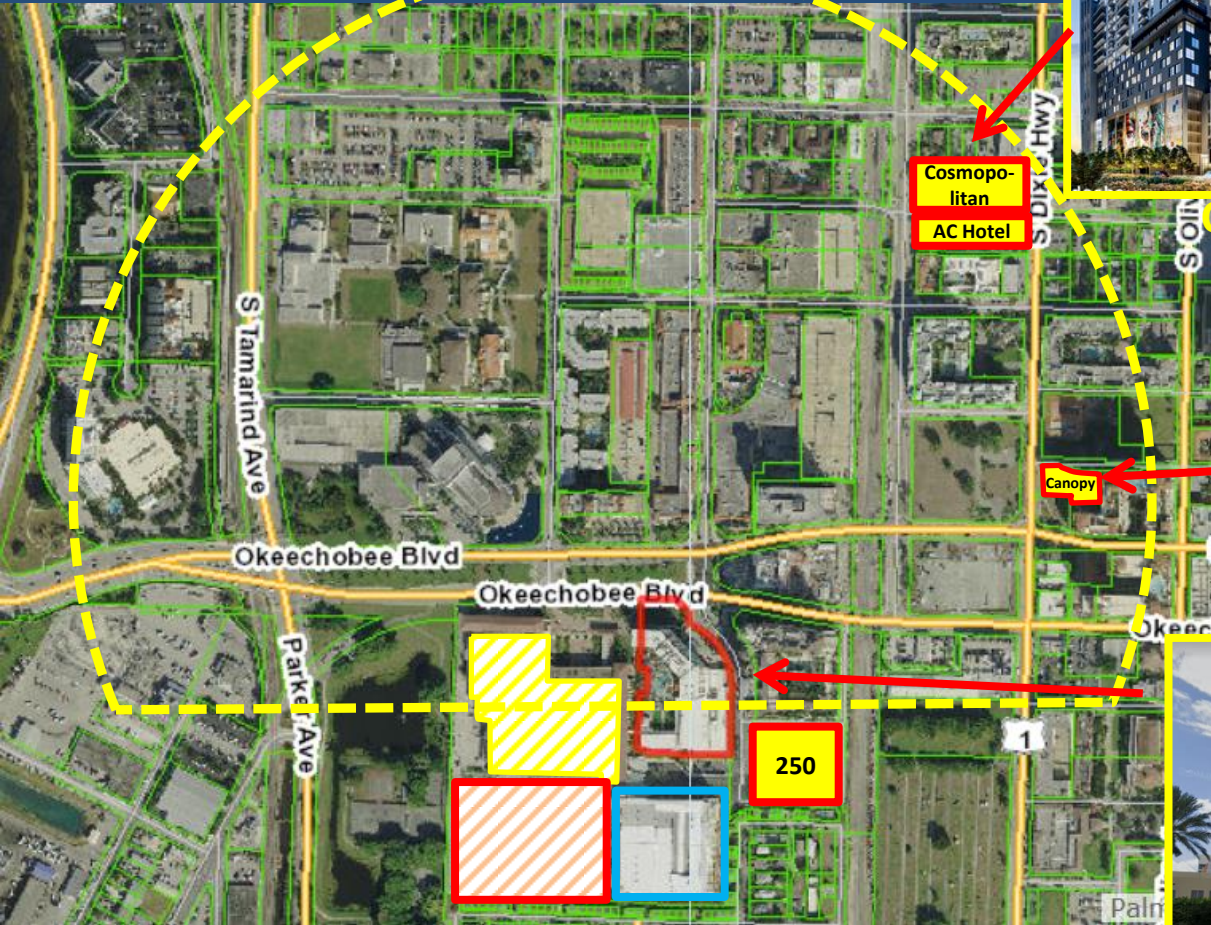 S Dixie Hwy
Cosmopo-
litan
AC Hotel
S Oliv
S Tamarind Ave
Canopy
Okeechobee Blvd
Okeechobee Blvd
Okeec
Parker Ave
1
250
Palm